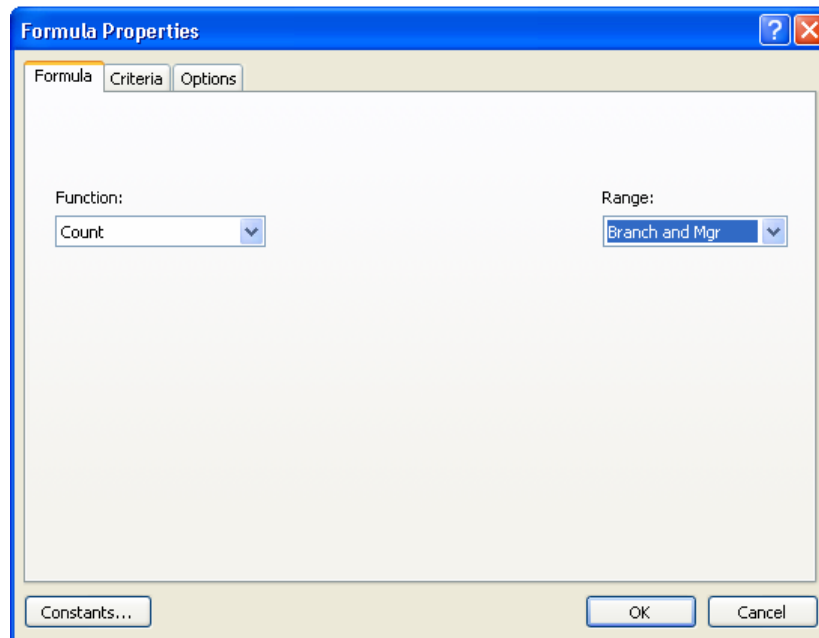 Formula Properties
Formula Criteria Options
Function: Range:
Count Branch and Mgr
Constants... OK Cancel